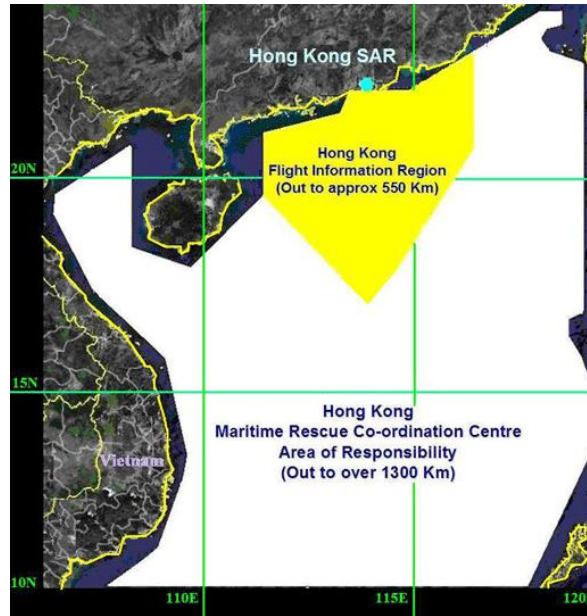 Hong Kong SAR
Hong Kong
Flight Information Region
(Out to approx 550 Km)
20N
15N
Hong Kong
Maritime Rescue Co-ordination Centre
Area of Responsibility
(Out to over 1300 Km)
Vietnam
10N
110E
115E
120